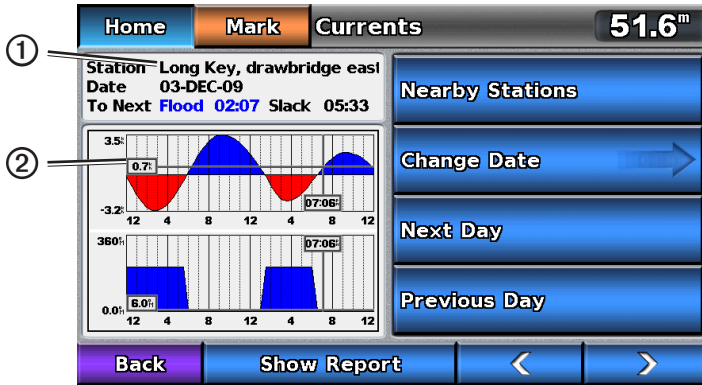 Home Mark Currents 51.6m
①
Station Long Key, drawbridge east
Date 03-DEC-09
To Next Flood 02:07 Slack 05:33
Nearby Stations
②
3.5
0.7
Change Date
07:06
-3.2
12 4 8 12 4 8 12
Next Day
360
07:06
Previous Day
0.0
6.0
12 4 8 12 4 8 12
Back Show Report